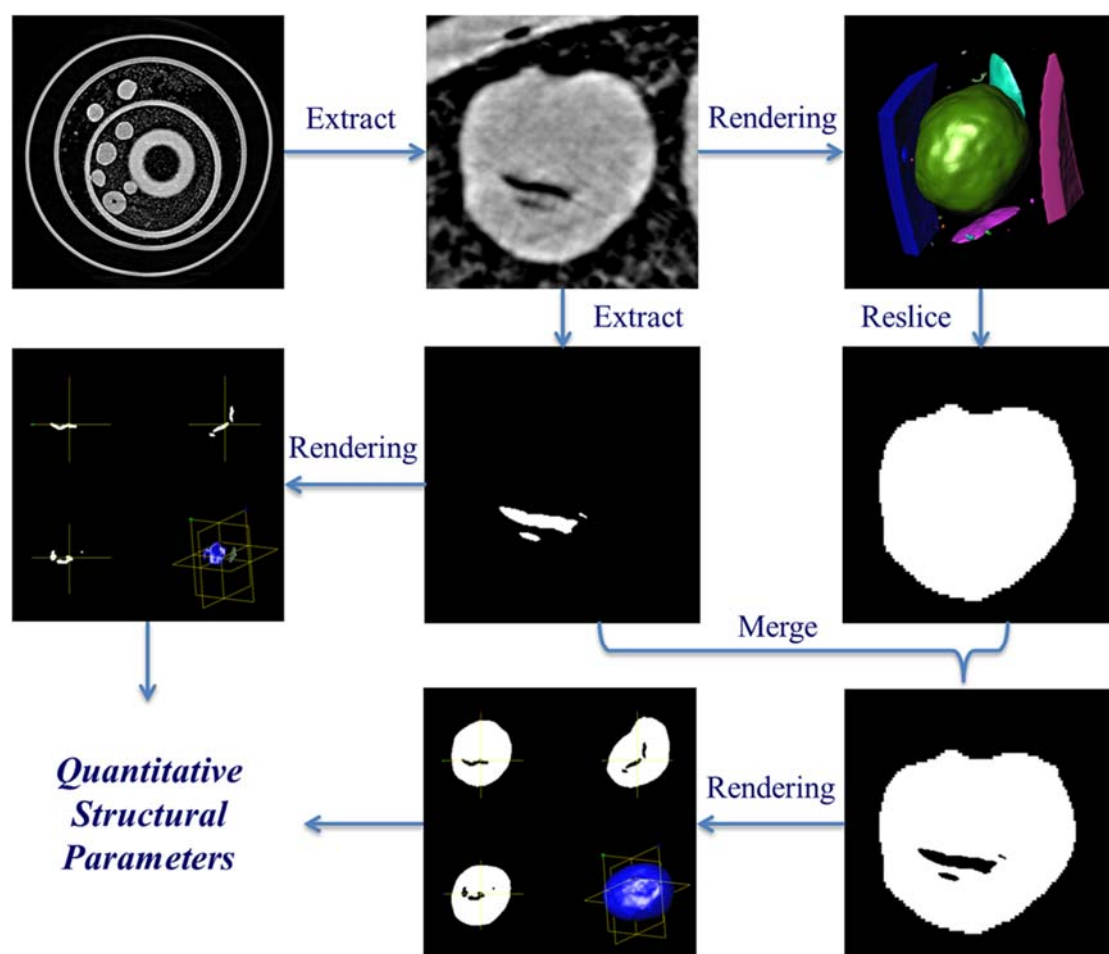 Extract
Rendering
Extract
Reslice
Rendering
Merge
Quantitative
Structural
Parameters
Rendering